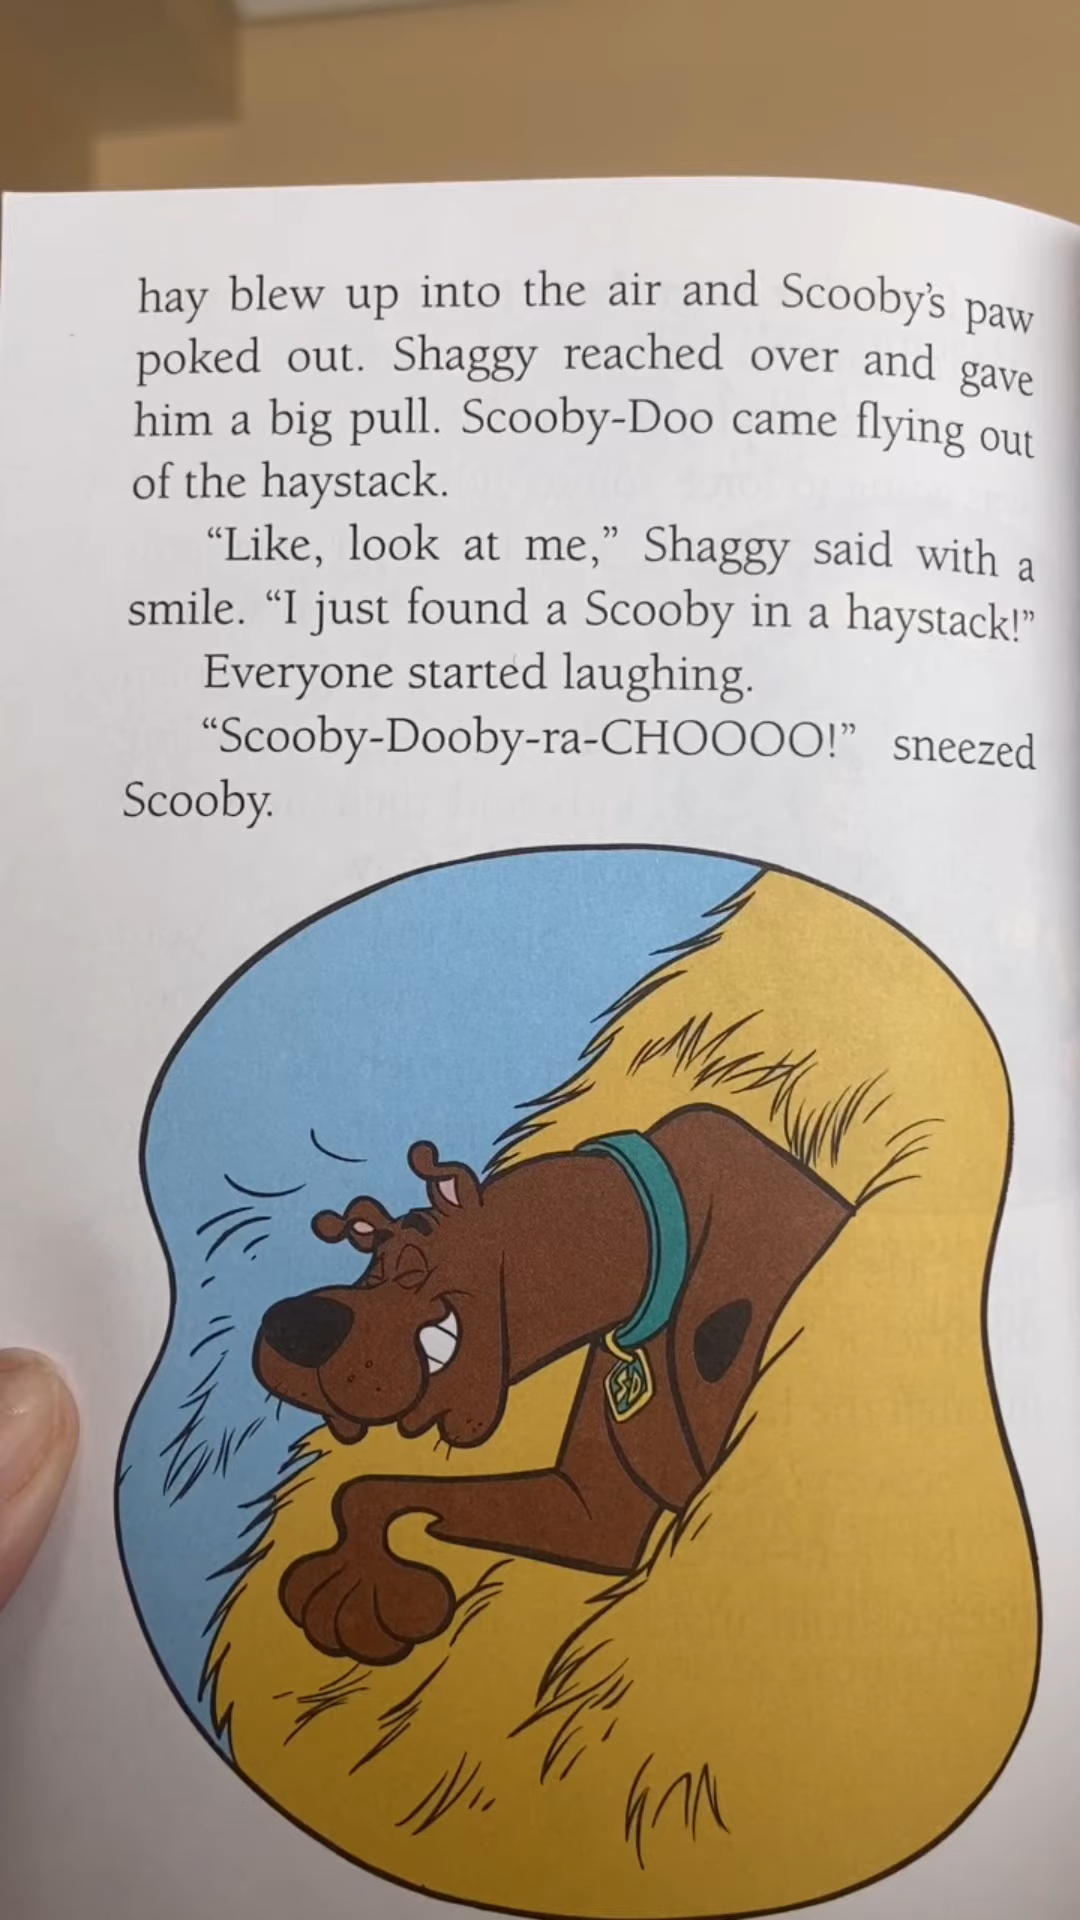 hay blew up into the air and Scooby's paw
poked out. Shaggy reached over and gave
him a big pull. Scooby-Doo came flying out
of the haystack.
“Like, look at me,” Shaggy said with a
smile. “I just found a Scooby in a haystack!”
Everyone started laughing.
“Scooby-Dooby-ra-CHOOOO!” sneezed
Scooby.
SD